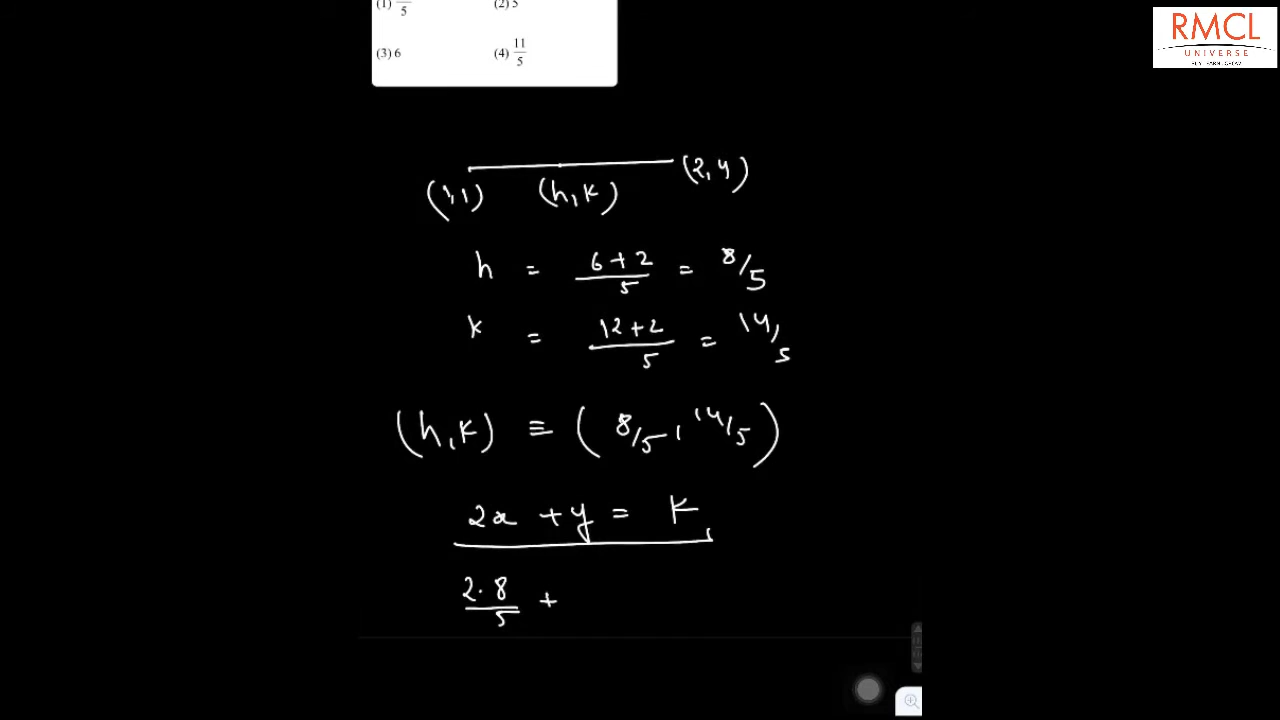 RMCL
UNIVERSE
(1) 5
(2) 5
(3) 6
(4) 11/5
(1,1) (h,k) (2,4)
h = 6+2/5 = 8/5
k = 12+2/5 = 14/5
(h,k) ≡ (8/5, 14/5)
2x + y = K,
2·8/5 +